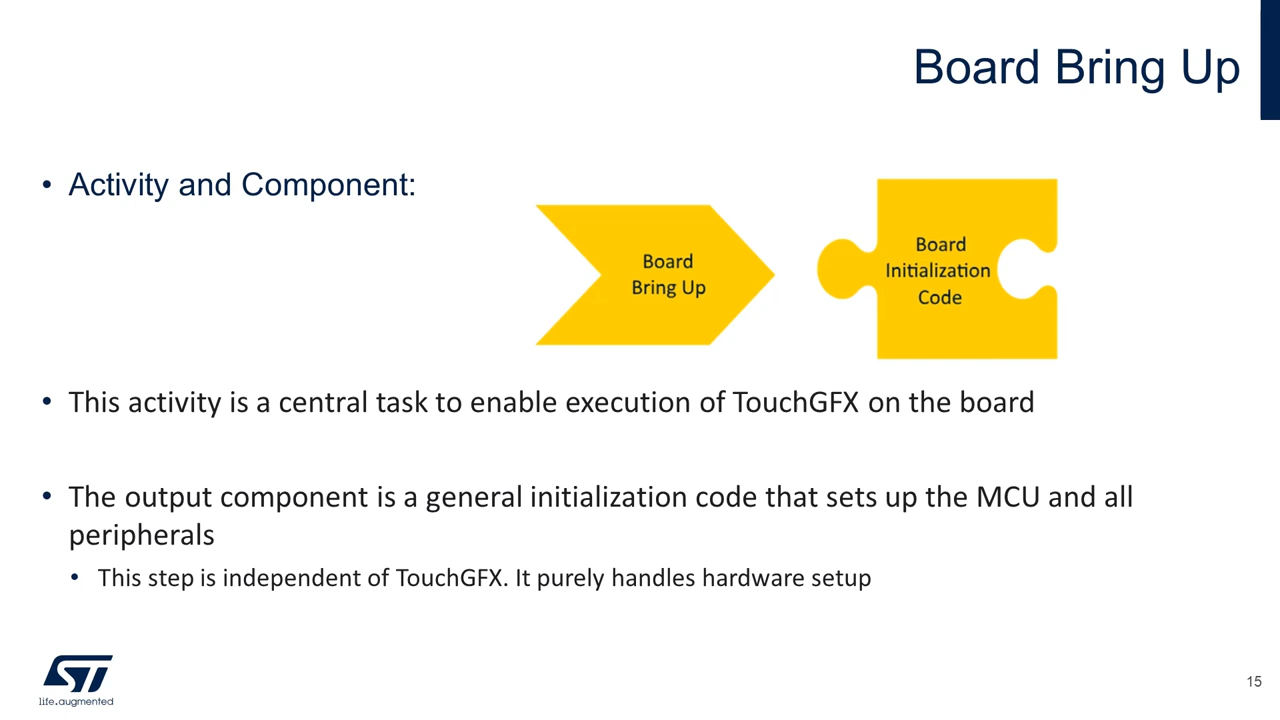 Board Bring Up
• Activity and Component:
Board
Bring Up
Board
Initialization
Code
• This activity is a central task to enable execution of TouchGFX on the board
• The output component is a general initialization code that sets up the MCU and all
peripherals
• This step is independent of TouchGFX. It purely handles hardware setup
ST
life.augmented
15